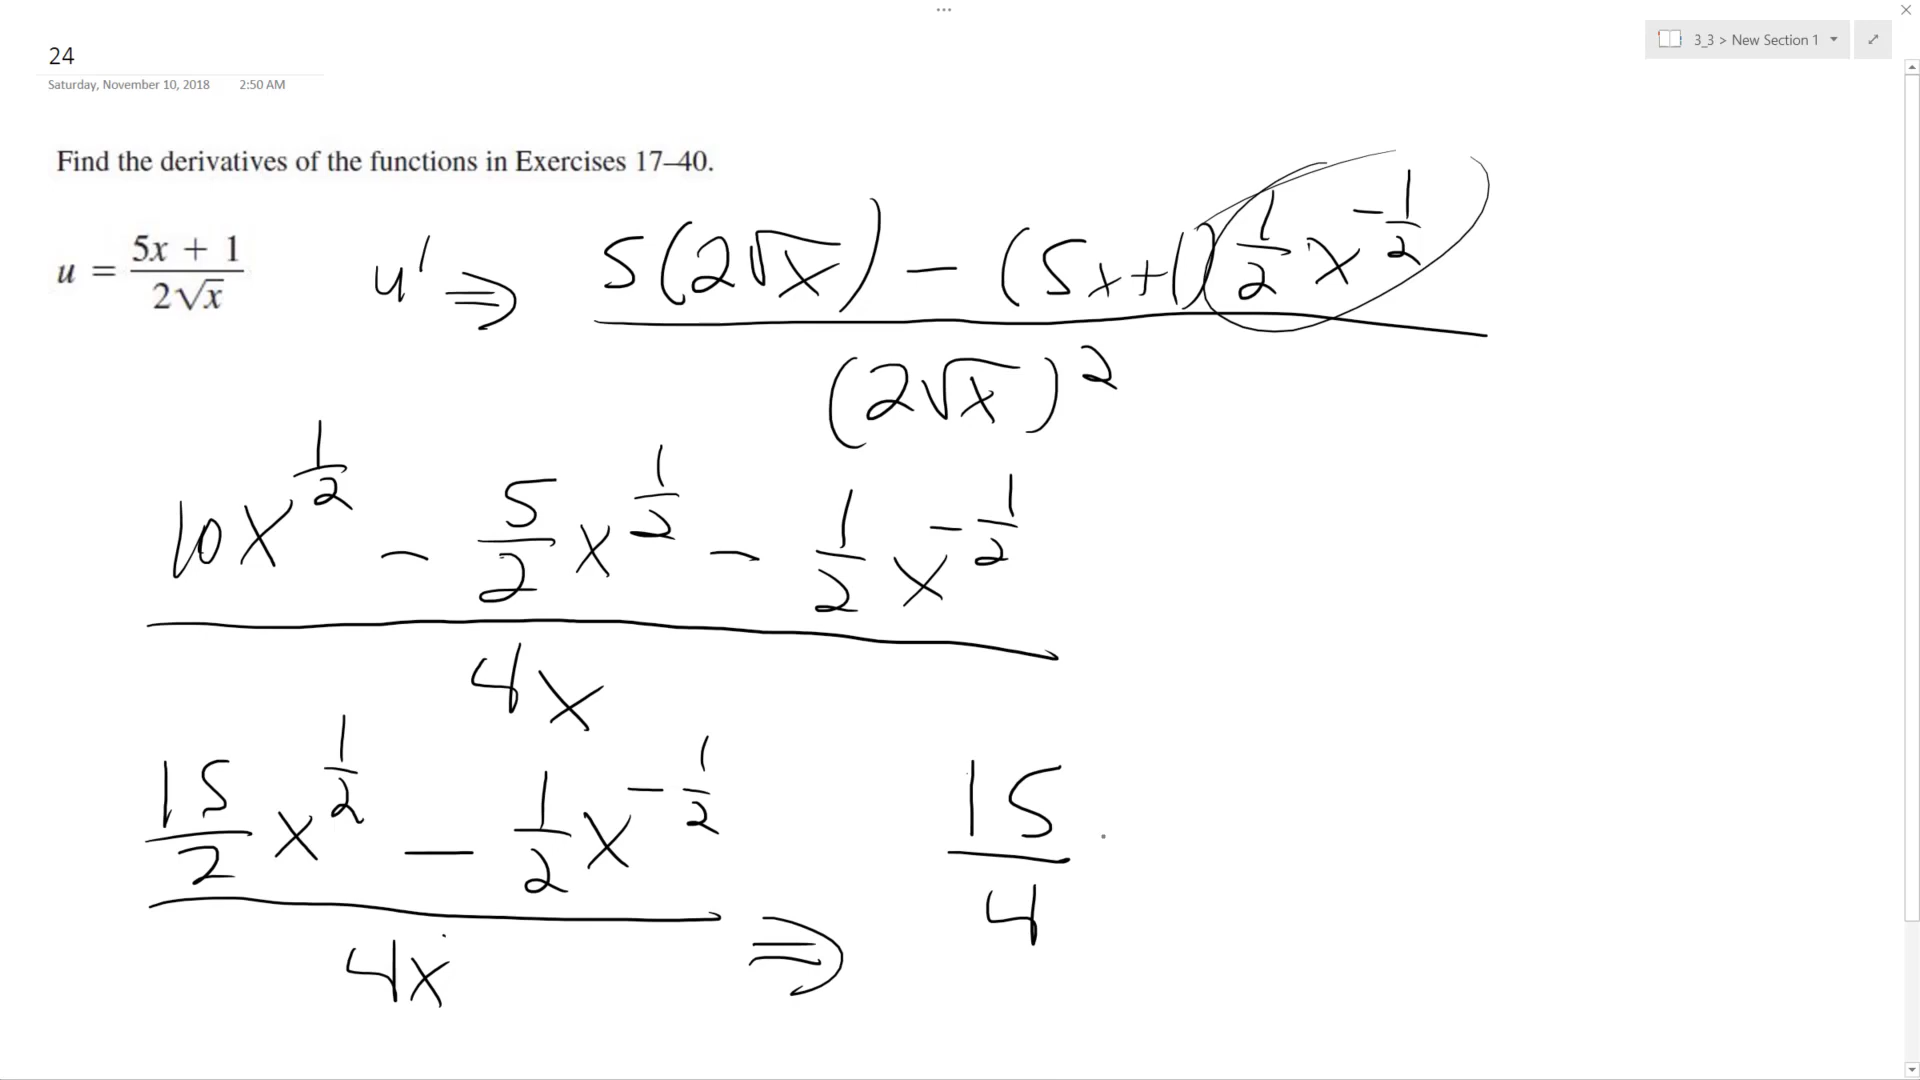 ...
3_3 > New Section 1
24
Saturday, November 10, 2018 2:50 AM
Find the derivatives of the functions in Exercises 17–40.
u = (5x + 1)/(2√x)
u' ⇒ (5(2√x) − (5x+1) 1/2 x^(-1/2))/((2√x)^2)
(10x^(1/2) − 5/2 x^(1/2) − 1/2 x^(-1/2))/(4x)
(15/2 x^(1/2) − 1/2 x^(-1/2))/(4x) ⇒ 15/4